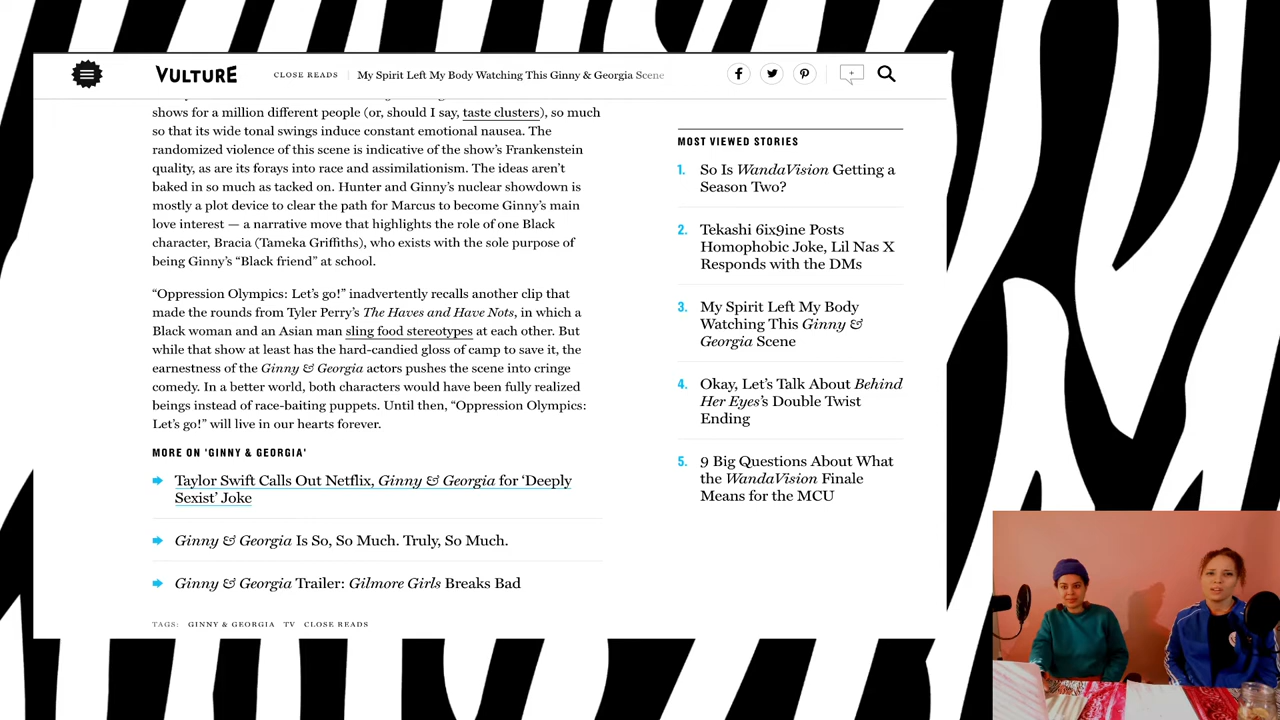 VULTURE
CLOSE READS
My Spirit Left My Body Watching This Ginny & Georgia Scene
shows for a million different people (or, should I say, taste clusters), so much
so that its wide tonal swings induce constant emotional nausea. The
randomized violence of this scene is indicative of the show's Frankenstein
quality, as are its forays into race and assimilationism. The ideas aren't
baked in so much as tacked on. Hunter and Ginny's nuclear showdown is
mostly a plot device to clear the path for Marcus to become Ginny's main
love interest — a narrative move that highlights the role of one Black
character, Bracia (Tameka Griffiths), who exists with the sole purpose of
being Ginny's “Black friend” at school.
“Oppression Olympics: Let's go!” inadvertently recalls another clip that
made the rounds from Tyler Perry's The Haves and Have Nots, in which a
Black woman and an Asian man sling food stereotypes at each other. But
while that show at least has the hard-candied gloss of camp to save it, the
earnestness of the Ginny & Georgia actors pushes the scene into cringe
comedy. In a better world, both characters would have been fully realized
beings instead of race-baiting puppets. Until then, “Oppression Olympics:
Let's go!” will live in our hearts forever.
MORE ON 'GINNY & GEORGIA'
Taylor Swift Calls Out Netflix, Ginny & Georgia for ‘Deeply
Sexist’ Joke
Ginny & Georgia Is So, So Much. Truly, So Much.
Ginny & Georgia Trailer: Gilmore Girls Breaks Bad
TAGS: GINNY & GEORGIA TV CLOSE READS
MOST VIEWED STORIES
1. So Is WandaVision Getting a
Season Two?
2. Tekashi 6ix9ine Posts
Homophobic Joke, Lil Nas X
Responds with the DMs
3. My Spirit Left My Body
Watching This Ginny &
Georgia Scene
4. Okay, Let's Talk About Behind
Her Eyes's Double Twist
Ending
5. 9 Big Questions About What
the WandaVision Finale
Means for the MCU